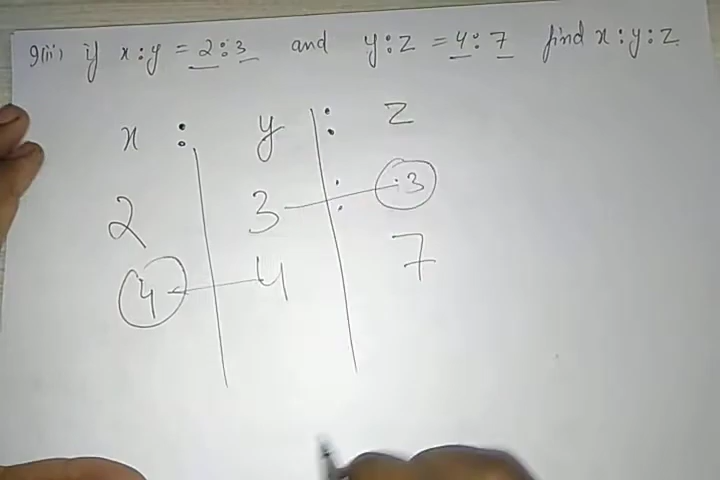 9(ii) if x:y = 2:3 and y:z = 4:7 find x:y:z.
x : y : z
2 3 : 3
4 4 7